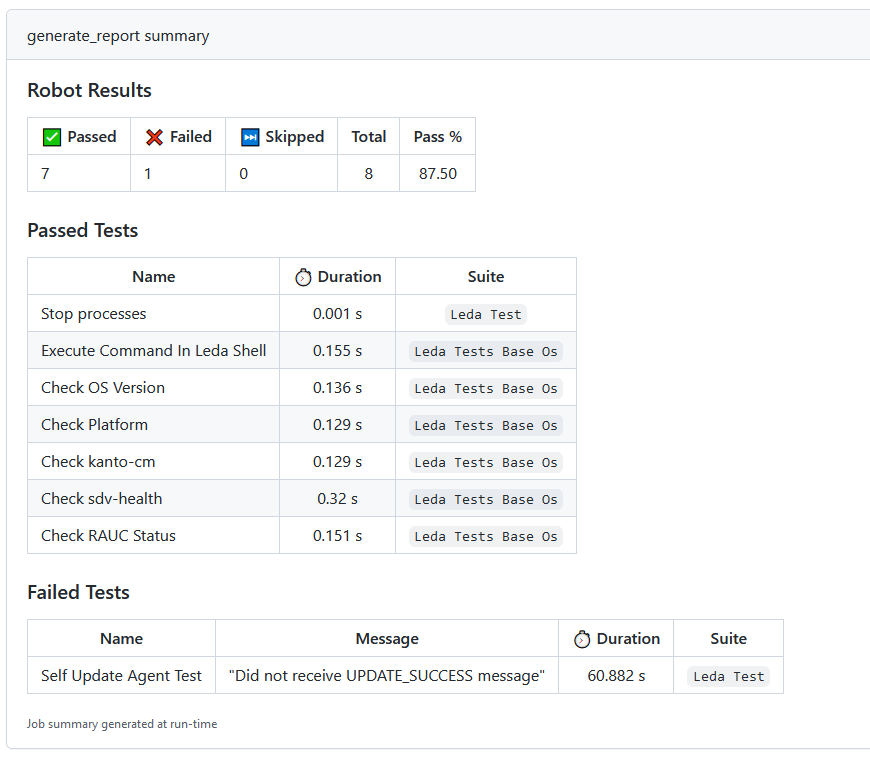 generate_report summary
Robot Results
✅ Passed ❌ Failed ⏭ Skipped Total Pass %
7 1 0 8 87.50
Passed Tests
Name ⏱ Duration Suite
Stop processes 0.001 s Leda Test
Execute Command In Leda Shell 0.155 s Leda Tests Base Os
Check OS Version 0.136 s Leda Tests Base Os
Check Platform 0.129 s Leda Tests Base Os
Check kanto-cm 0.129 s Leda Tests Base Os
Check sdv-health 0.32 s Leda Tests Base Os
Check RAUC Status 0.151 s Leda Tests Base Os
Failed Tests
Name Message ⏱ Duration Suite
Self Update Agent Test "Did not receive UPDATE_SUCCESS message" 60.882 s Leda Test
Job summary generated at run-time